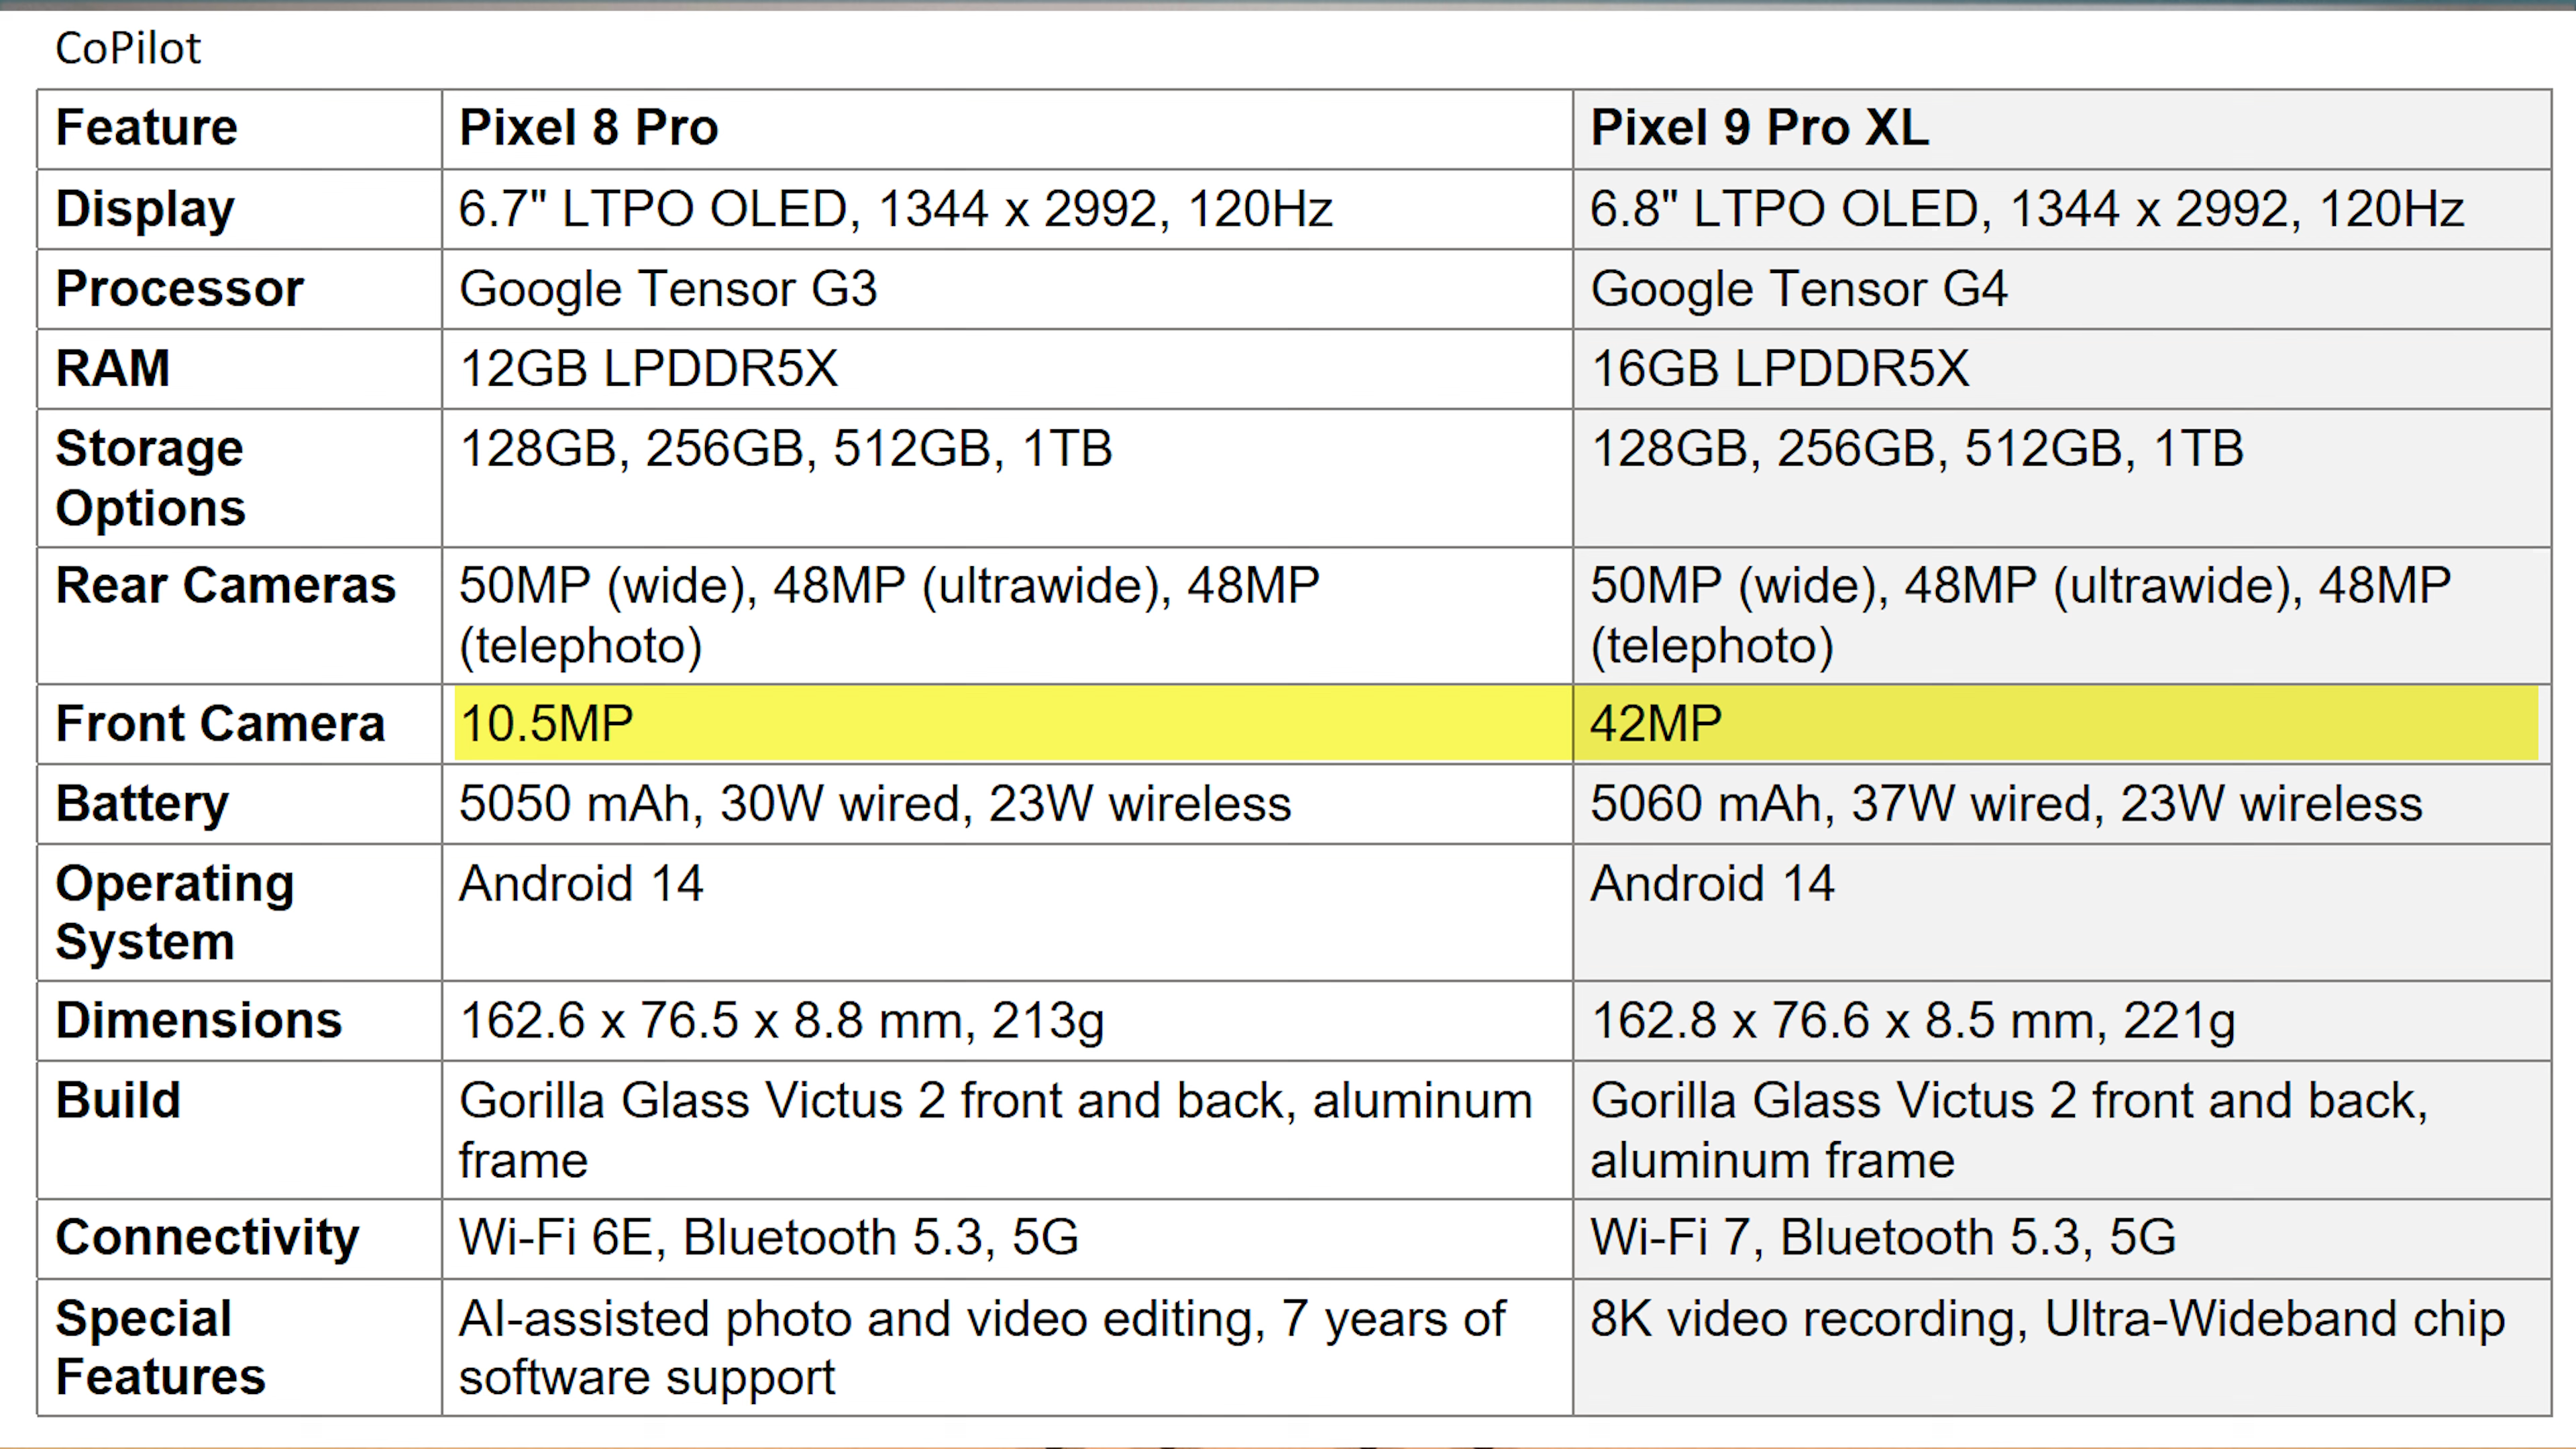 CoPilot
Feature Pixel 8 Pro Pixel 9 Pro XL
Display 6.7" LTPO OLED, 1344 x 2992, 120Hz 6.8" LTPO OLED, 1344 x 2992, 120Hz
Processor Google Tensor G3 Google Tensor G4
RAM 12GB LPDDR5X 16GB LPDDR5X
Storage 128GB, 256GB, 512GB, 1TB 128GB, 256GB, 512GB, 1TB
Options
Rear Cameras 50MP (wide), 48MP (ultrawide), 48MP 50MP (wide), 48MP (ultrawide), 48MP
(telephoto) (telephoto)
Front Camera 10.5MP 42MP
Battery 5050 mAh, 30W wired, 23W wireless 5060 mAh, 37W wired, 23W wireless
Operating Android 14 Android 14
System
Dimensions 162.6 x 76.5 x 8.8 mm, 213g 162.8 x 76.6 x 8.5 mm, 221g
Build Gorilla Glass Victus 2 front and back, aluminum Gorilla Glass Victus 2 front and back,
frame aluminum frame
Connectivity Wi-Fi 6E, Bluetooth 5.3, 5G Wi-Fi 7, Bluetooth 5.3, 5G
Special AI-assisted photo and video editing, 7 years of 8K video recording, Ultra-Wideband chip
Features software support